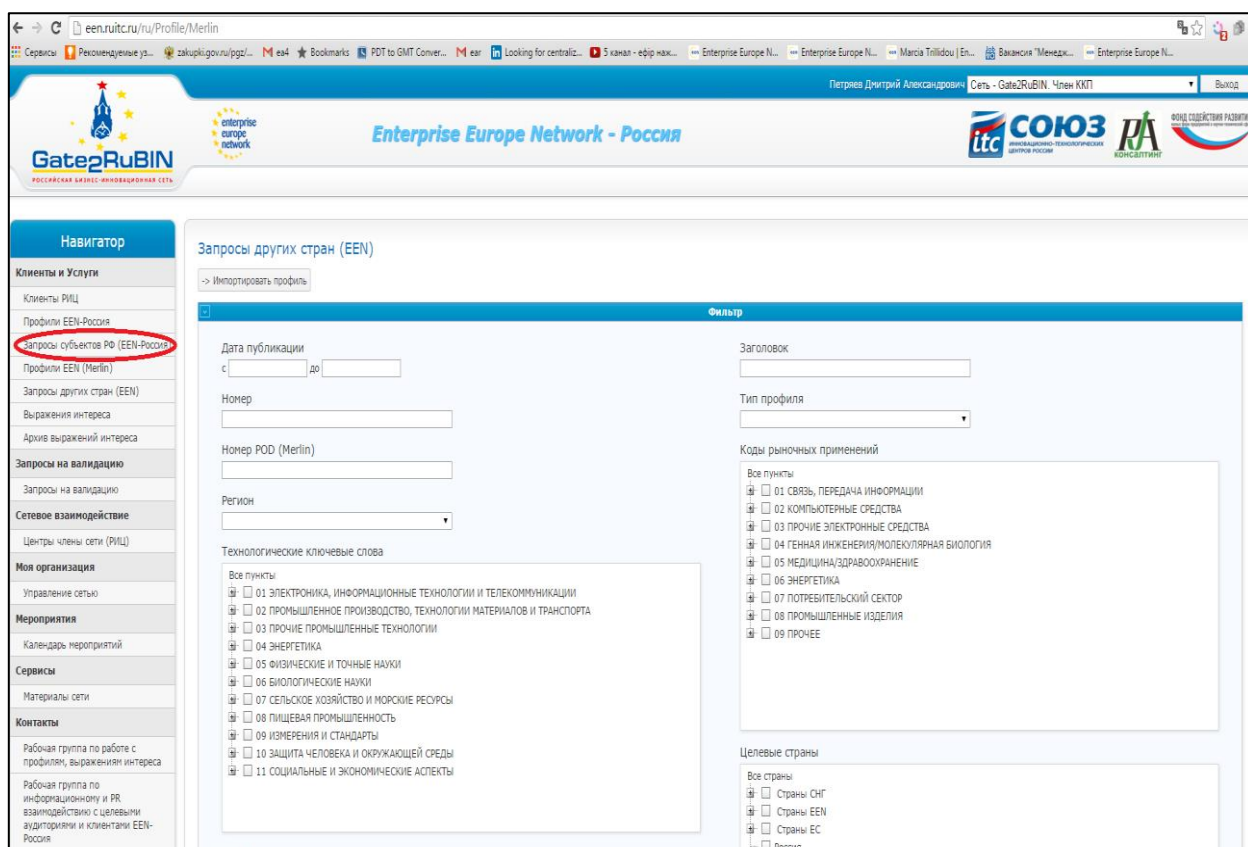 een.ruitc.ru/ru/Profile/Merlin
Сервисы Рекомендуемые уз... zakupki.gov.ru/pgz/... ea4 Bookmarks PDT to GMT Conver... ear Looking for centraliz... 5 канал - ефір наж... Enterprise Europe N... Enterprise Europe N... Marcia Trillidou | En... Вакансия "Менедж... Enterprise Europe N...
Петряев Дмитрий Александрович Сеть - Gate2RuBIN. Член ККП Выход
Gate2RuBIN
РОССИЙСКАЯ БИЗНЕС-ИННОВАЦИОННАЯ СЕТЬ
enterprise
europe
network
Enterprise Europe Network - Россия
itc СОЮЗ
ИННОВАЦИОННО-ТЕХНОЛОГИЧЕСКИХ
ЦЕНТРОВ РОССИИ
КОНСАЛТИНГ
ФОНД СОДЕЙСТВИЯ РАЗВИТИ
Навигатор
Клиенты и Услуги
Клиенты РИЦ
Профили EEN-Россия
Запросы субъектов РФ (EEN-Россия)
Профили EEN (Merlin)
Запросы других стран (EEN)
Выражения интереса
Архив выражений интереса
Запросы на валидацию
Запросы на валидацию
Сетевое взаимодействие
Центры члены сети (РИЦ)
Моя организация
Управление сетью
Мероприятия
Календарь мероприятий
Сервисы
Материалы сети
Контакты
Рабочая группа по работе с
профилям, выражениям интереса
Рабочая группа по
информационному и PR
взаимодействию с целевыми
аудиториями и клиентами EEN-
Россия
Запросы других стран (EEN)
-> Импортировать профиль
Фильтр
Дата публикации
с до
Номер
Номер POD (Merlin)
Регион
Технологические ключевые слова
Все пункты
01 ЭЛЕКТРОНИКА, ИНФОРМАЦИОННЫЕ ТЕХНОЛОГИИ И ТЕЛЕКОММУНИКАЦИИ
02 ПРОМЫШЛЕННОЕ ПРОИЗВОДСТВО, ТЕХНОЛОГИИ МАТЕРИАЛОВ И ТРАНСПОРТА
03 ПРОЧИЕ ПРОМЫШЛЕННЫЕ ТЕХНОЛОГИИ
04 ЭНЕРГЕТИКА
05 ФИЗИЧЕСКИЕ И ТОЧНЫЕ НАУКИ
06 БИОЛОГИЧЕСКИЕ НАУКИ
07 СЕЛЬСКОЕ ХОЗЯЙСТВО И МОРСКИЕ РЕСУРСЫ
08 ПИЩЕВАЯ ПРОМЫШЛЕННОСТЬ
09 ИЗМЕРЕНИЯ И СТАНДАРТЫ
10 ЗАЩИТА ЧЕЛОВЕКА И ОКРУЖАЮЩЕЙ СРЕДЫ
11 СОЦИАЛЬНЫЕ И ЭКОНОМИЧЕСКИЕ АСПЕКТЫ
Заголовок
Тип профиля
Коды рыночных применений
Все пункты
01 СВЯЗЬ, ПЕРЕДАЧА ИНФОРМАЦИИ
02 КОМПЬЮТЕРНЫЕ СРЕДСТВА
03 ПРОЧИЕ ЭЛЕКТРОННЫЕ СРЕДСТВА
04 ГЕННАЯ ИНЖЕНЕРИЯ/МОЛЕКУЛЯРНАЯ БИОЛОГИЯ
05 МЕДИЦИНА/ЗДРАВООХРАНЕНИЕ
06 ЭНЕРГЕТИКА
07 ПОТРЕБИТЕЛЬСКИЙ СЕКТОР
08 ПРОМЫШЛЕННЫЕ ИЗДЕЛИЯ
09 ПРОЧЕЕ
Целевые страны
Все страны
Страны СНГ
Страны EEN
Страны ЕС
Россия